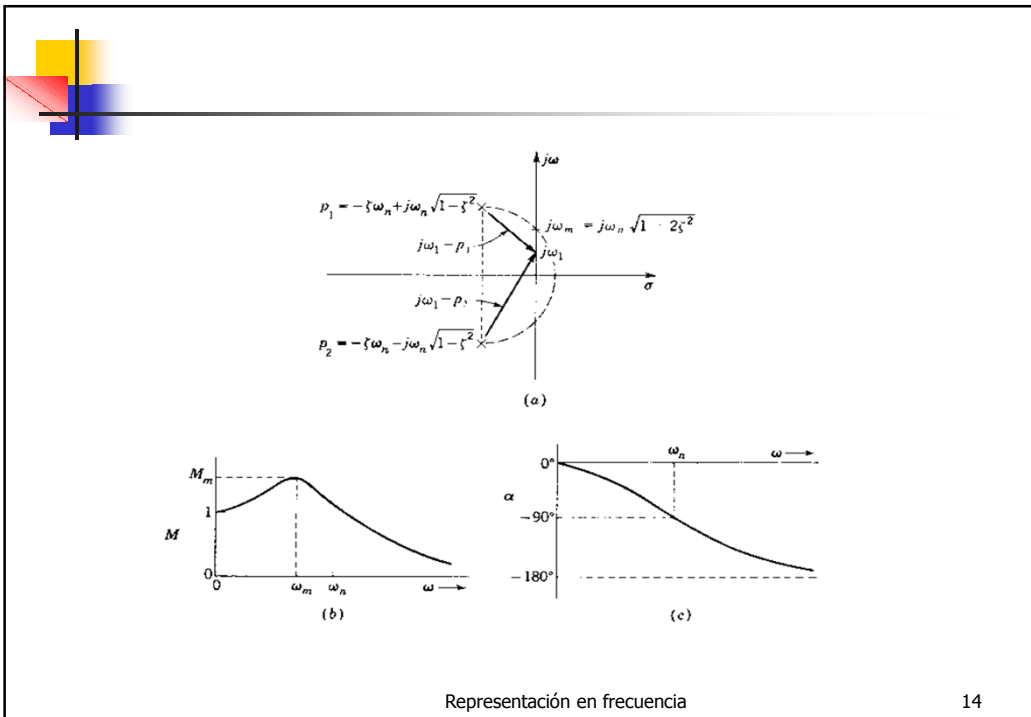 jω
p₁ = −ζωₙ + jωₙ √1−ζ²
jωₘ = jωₙ √1 − 2ζ²
jω₁ − p₁
jω₁
σ
jω₁ − p₂
p₂ = −ζωₙ − jωₙ √1−ζ²
(a)
Mₘ
1
M
0
0 ωₘ ωₙ ω
(b)
ωₙ ω
0°
α
−90°
−180°
(c)
Representación en frecuencia 14